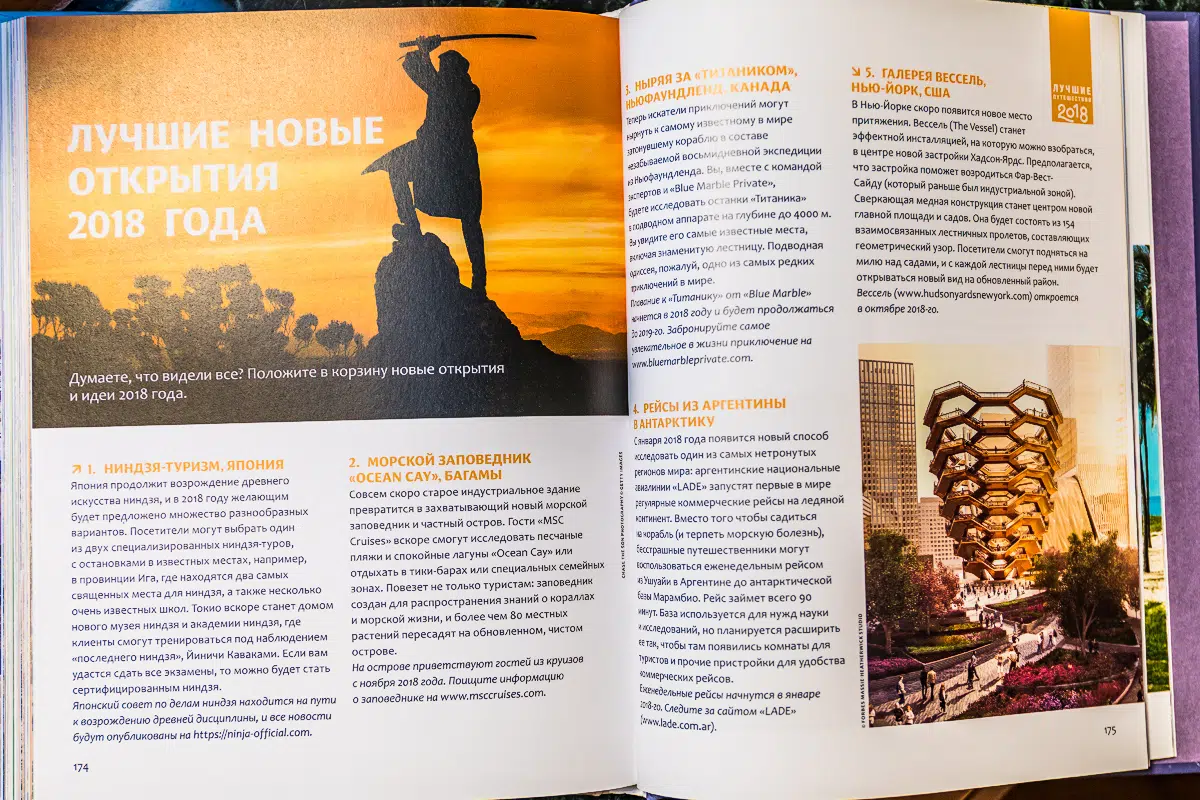 ЛУЧШИЕ НОВЫЕ
ОТКРЫТИЯ
2018 ГОДА
Думаете, что видели все? Положите в корзину новые открытия
и идеи 2018 года.
↗ 1. НИНДЗЯ-ТУРИЗМ, ЯПОНИЯ
Япония продолжит возрождение древнего
искусства ниндзя, и в 2018 году желающим
будет предложено множество разнообразных
вариантов. Посетители могут выбрать один
из двух специализированных ниндзя-туров,
с остановками в известных местах, например,
в провинции Ига, где находятся два самых
священных места для ниндзя, а также несколько
очень известных школ. Токио вскоре станет домом
нового музея ниндзя и академии ниндзя, где
клиенты смогут тренироваться под наблюдением
«последнего ниндзя», Йиничи Каваками. Если вам
удастся сдать все экзамены, то можно будет стать
сертифицированным ниндзя.
Японский совет по делам ниндзя находится на пути
к возрождению древней дисциплины, и все новости
будут опубликованы на https://ninja-official.com.
174
2. МОРСКОЙ ЗАПОВЕДНИК
«OCEAN CAY», БАГАМЫ
Совсем скоро старое индустриальное здание
превратится в захватывающий новый морской
заповедник и частный остров. Гости «MSC
Cruises» вскоре смогут исследовать песчаные
пляжи и спокойные лагуны «Ocean Cay» или
отдыхать в тики-барах или специальных семейных
зонах. Повезет не только туристам: заповедник
создан для распространения знаний о кораллах
и морской жизни, и более чем 80 местных
растений пересадят на обновленном, чистом
острове.
На острове приветствуют гостей из круизов
с ноября 2018 года. Поищите информацию
о заповеднике на www.msccruises.com.
CHASE THE SON PHOTOGRAPHY © GETTY IMAGES
3. НЫРЯЯ ЗА «ТИТАНИКОМ»,
НЬЮФАУНДЛЕНД, КАНАДА
Теперь искатели приключений могут
нырнуть к самому известному в мире
затонувшему кораблю в составе
незабываемой восьмидневной экспедиции
из Ньюфаундленда. Вы, вместе с командой
экспертов и «Blue Marble Private»,
будете исследовать останки «Титаника»
в подводном аппарате на глубине до 4000 м.
Вы увидите его самые известные места,
включая знаменитую лестницу. Подводная
одиссея, пожалуй, одно из самых редких
приключений в мире.
Плавание к «Титанику» от «Blue Marble»
начнется в 2018 году и будет продолжаться
до 2019-го. Забронируйте самое
увлекательное в жизни приключение на
www.bluemarbleprivate.com.
4. РЕЙСЫ ИЗ АРГЕНТИНЫ
В АНТАРКТИКУ
С января 2018 года появится новый способ
исследовать один из самых нетронутых
регионов мира: аргентинские национальные
авиалинии «LADE» запустят первые в мире
регулярные коммерческие рейсы на ледяной
континент. Вместо того чтобы садиться
на корабль (и терпеть морскую болезнь),
бесстрашные путешественники могут
воспользоваться еженедельным рейсом
из Ушуайи в Аргентине до антарктической
базы Марамбио. Рейс займет всего 90
минут. База используется для нужд науки
и исследований, но планируется расширить
ее так, чтобы там появились комнаты для
туристов и прочие пристройки для удобства
коммерческих рейсов.
Еженедельные рейсы начнутся в январе
2018-го. Следите за сайтом «LADE»
(www.lade.com.ar).
↘ 5. ГАЛЕРЕЯ ВЕССЕЛЬ,
НЬЮ-ЙОРК, США
В Нью-Йорке скоро появится новое место
притяжения. Вессель (The Vessel) станет
эффектной инсталляцией, на которую можно взобраться,
в центре новой застройки Хадсон-Ярдс. Предполагается,
что застройка поможет возродиться Фар-Вест-
Сайду (который раньше был индустриальной зоной).
Сверкающая медная конструкция станет центром новой
главной площади и садов. Она будет состоять из 154
взаимосвязанных лестничных пролетов, составляющих
геометрический узор. Посетители смогут подняться на
милю над садами, и с каждой лестницы перед ними будет
открываться новый вид на обновленный район.
Вессель (www.hudsonyardsnewyork.com) откроется
в октябре 2018-го.
ЛУЧШИЕ
ПУТЕШЕСТВИЯ
2018
© FORBES MASSIE-HEATHERWICK STUDIO
175